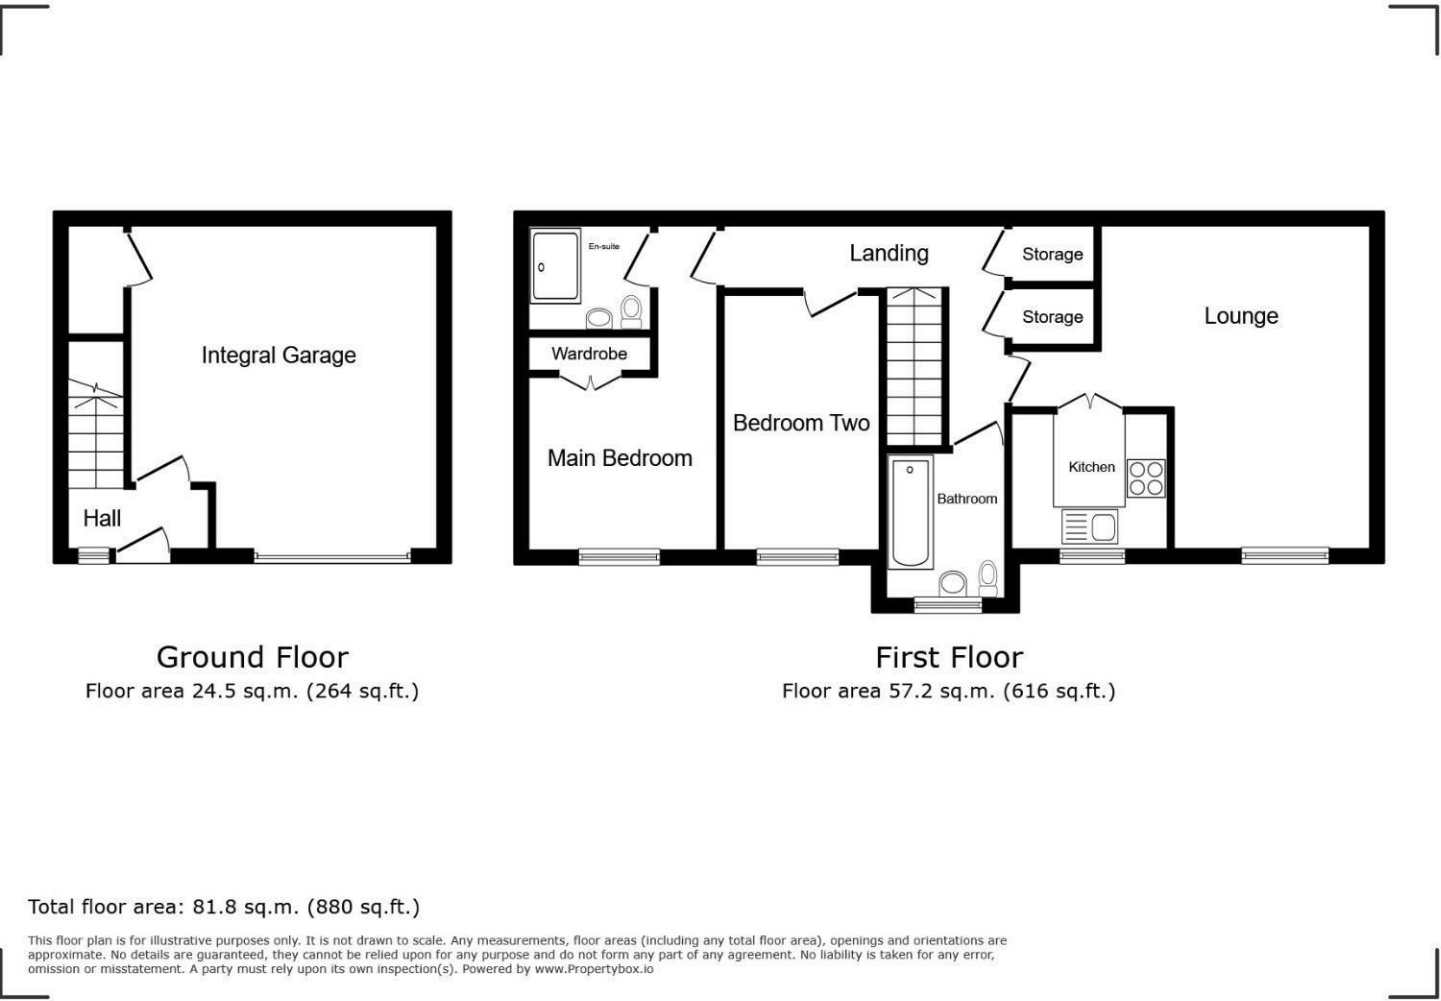 En-suite
Landing
Storage
Storage
Lounge
Integral Garage
Wardrobe
Bedroom Two
Main Bedroom
Kitchen
Bathroom
Hall
Ground Floor
Floor area 24.5 sq.m. (264 sq.ft.)
First Floor
Floor area 57.2 sq.m. (616 sq.ft.)
Total floor area: 81.8 sq.m. (880 sq.ft.)
This floor plan is for illustrative purposes only. It is not drawn to scale. Any measurements, floor areas (including any total floor area), openings and orientations are
approximate. No details are guaranteed, they cannot be relied upon for any purpose and do not form any part of any agreement. No liability is taken for any error,
omission or misstatement. A party must rely upon its own inspection(s). Powered by www.Propertybox.io